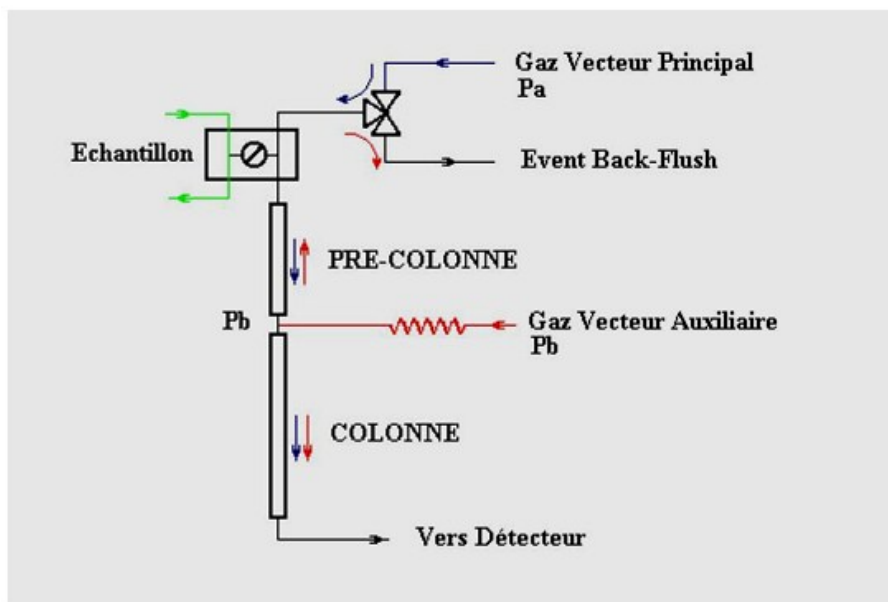 Gaz Vecteur Principal
Pa
Echantillon
Event Back-Flush
PRE-COLONNE
Pb
Gaz Vecteur Auxiliaire
Pb
COLONNE
Vers Détecteur